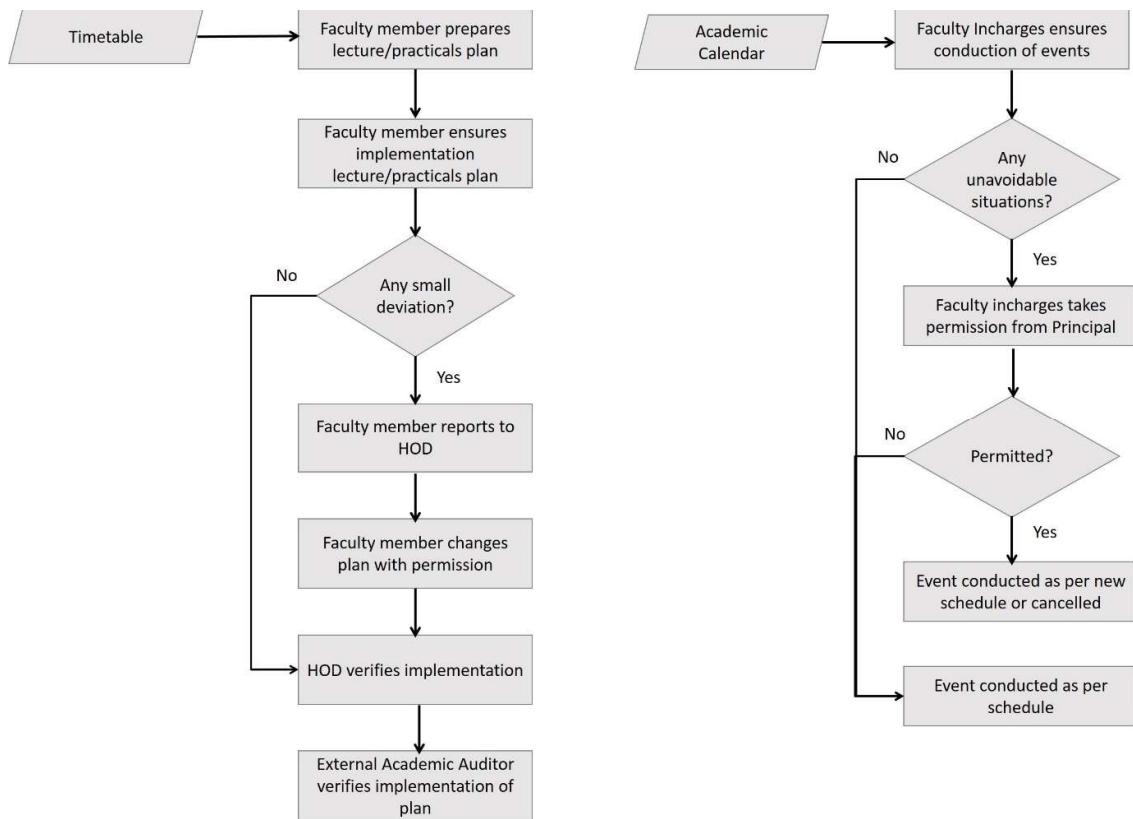 Timetable
Faculty member prepares
lecture/practicals plan
Faculty member ensures
implementation
lecture/practicals plan
No
Any small
deviation?
Yes
Faculty member reports to
HOD
Faculty member changes
plan with permission
HOD verifies implementation
External Academic Auditor
verifies implementation of
plan
Academic
Calendar
Faculty Incharges ensures
conduction of events
No
Any
unavoidable
situations?
Yes
Faculty incharges takes
permission from Principal
No
Permitted?
Yes
Event conducted as per new
schedule or cancelled
Event conducted as per
schedule